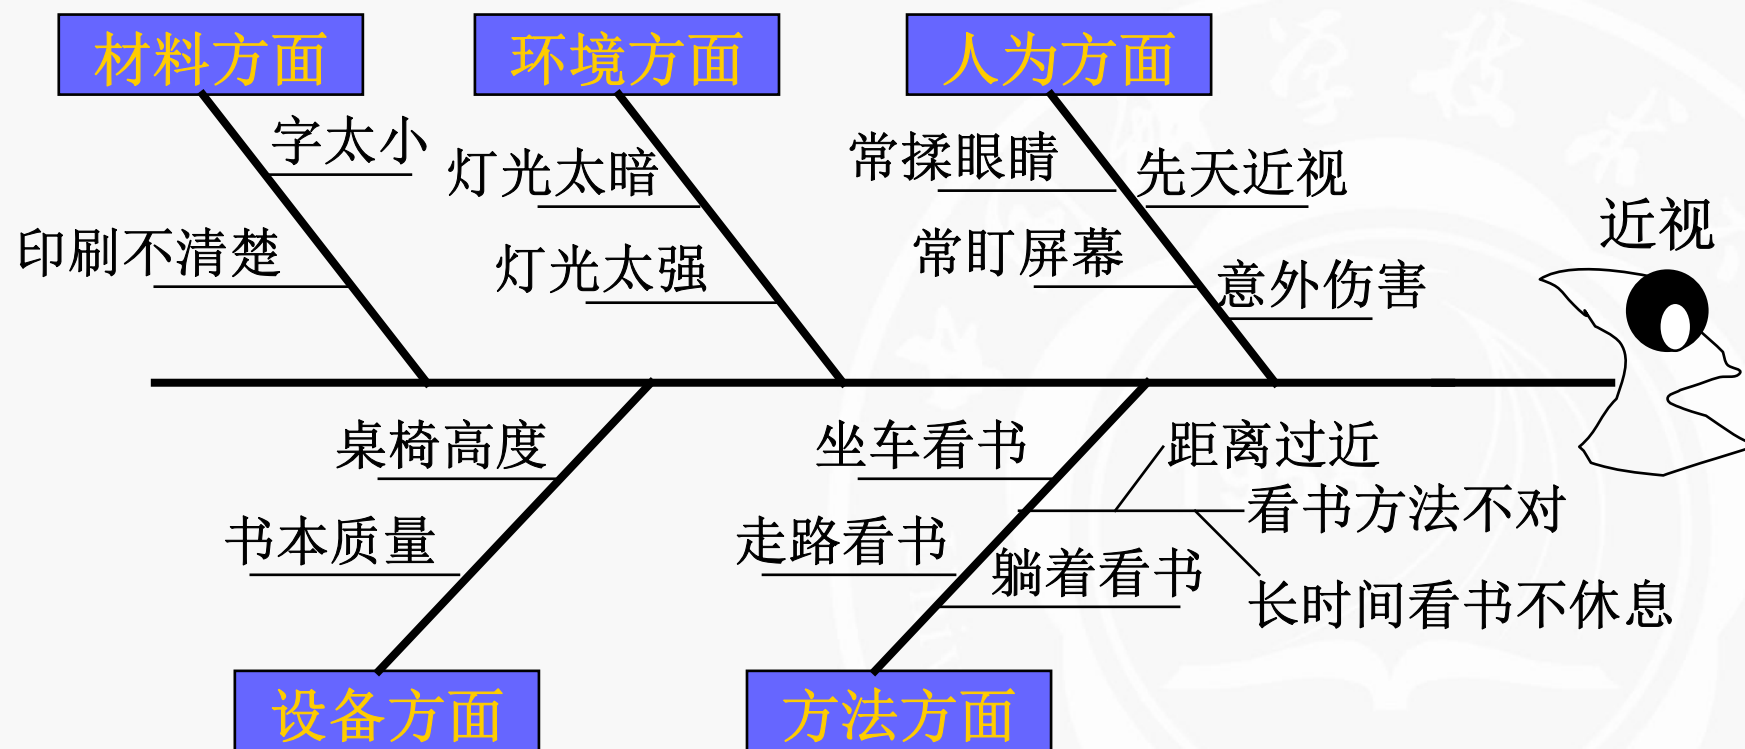 材料方面
环境方面
人为方面
字太小
灯光太暗
常揉眼睛
先天近视
近视
印刷不清楚
灯光太强
常盯屏幕
意外伤害
桌椅高度
坐车看书
距离过近
看书方法不对
书本质量
走路看书
躺着看书
长时间看书不休息
设备方面
方法方面